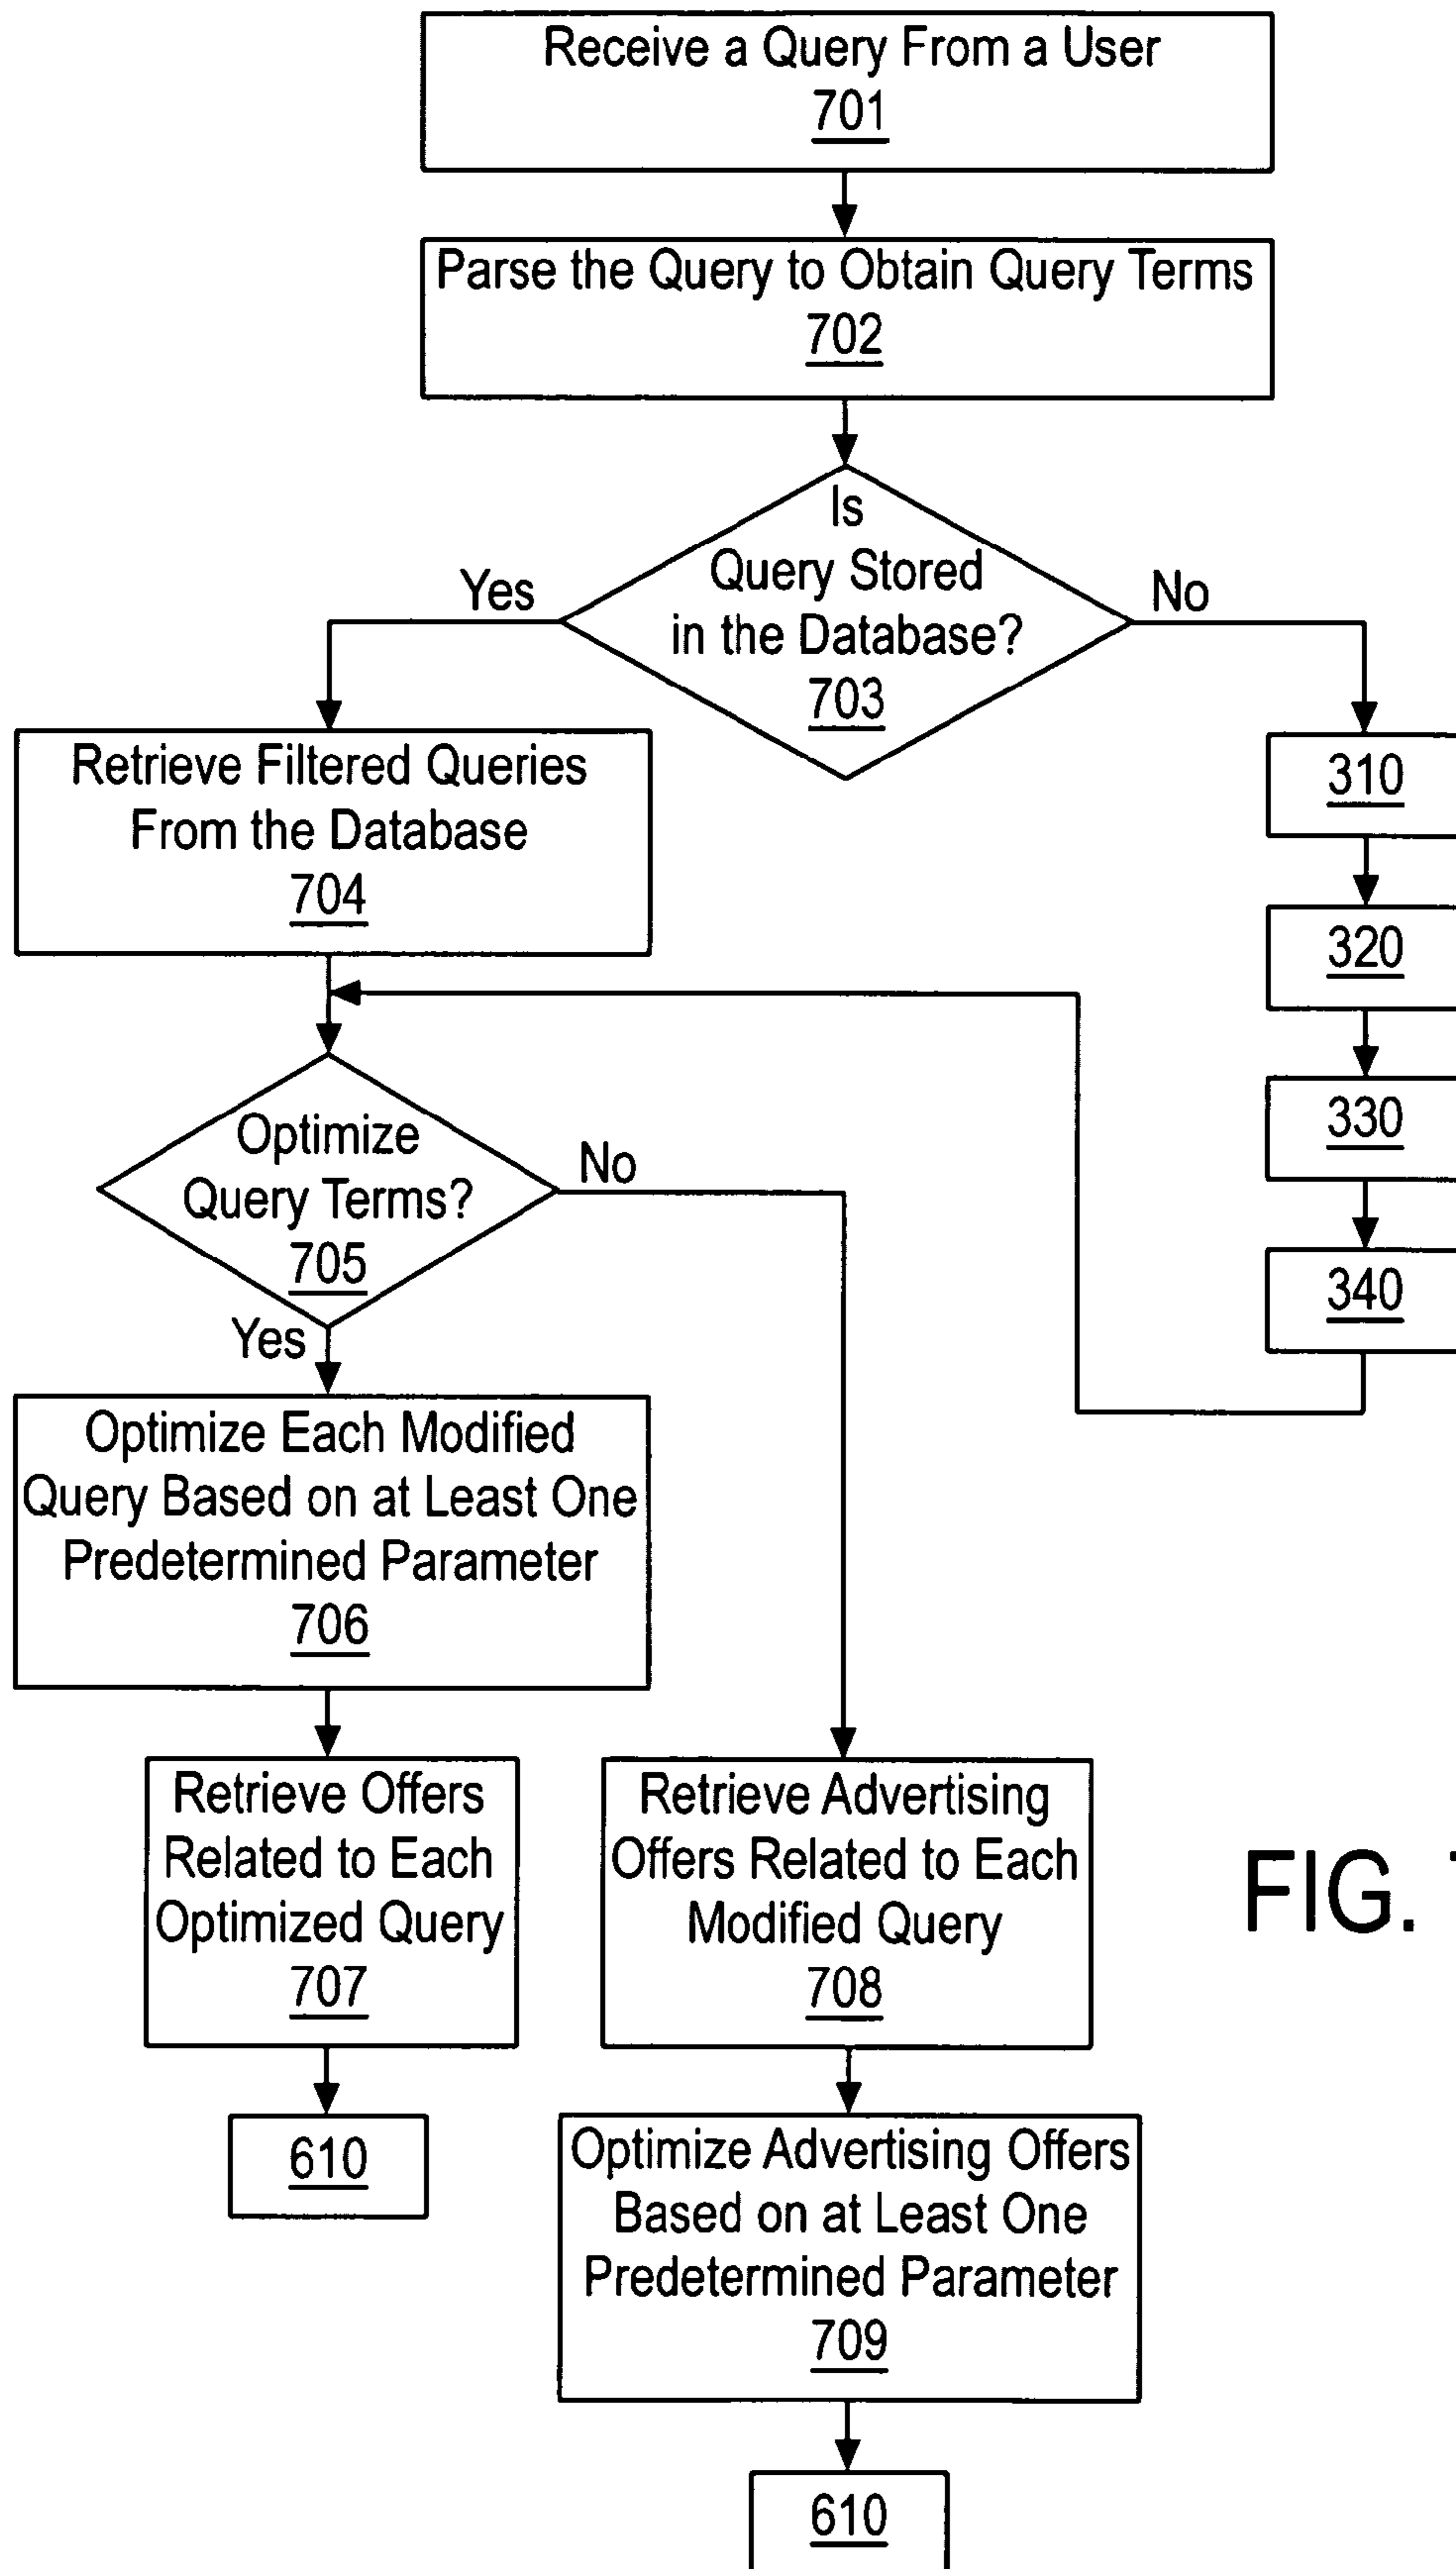 Receive a Query From a User
701
Parse the Query to Obtain Query Terms
702
Is
Query Stored
in the Database?
703
Yes
No
Retrieve Filtered Queries
From the Database
704
310
320
330
340
Optimize
Query Terms?
705
No
Yes
Optimize Each Modified
Query Based on at Least One
Predetermined Parameter
706
Retrieve Offers
Related to Each
Optimized Query
707
Retrieve Advertising
Offers Related to Each
Modified Query
708
FIG.
610
Optimize Advertising Offers
Based on at Least One
Predetermined Parameter
709
610